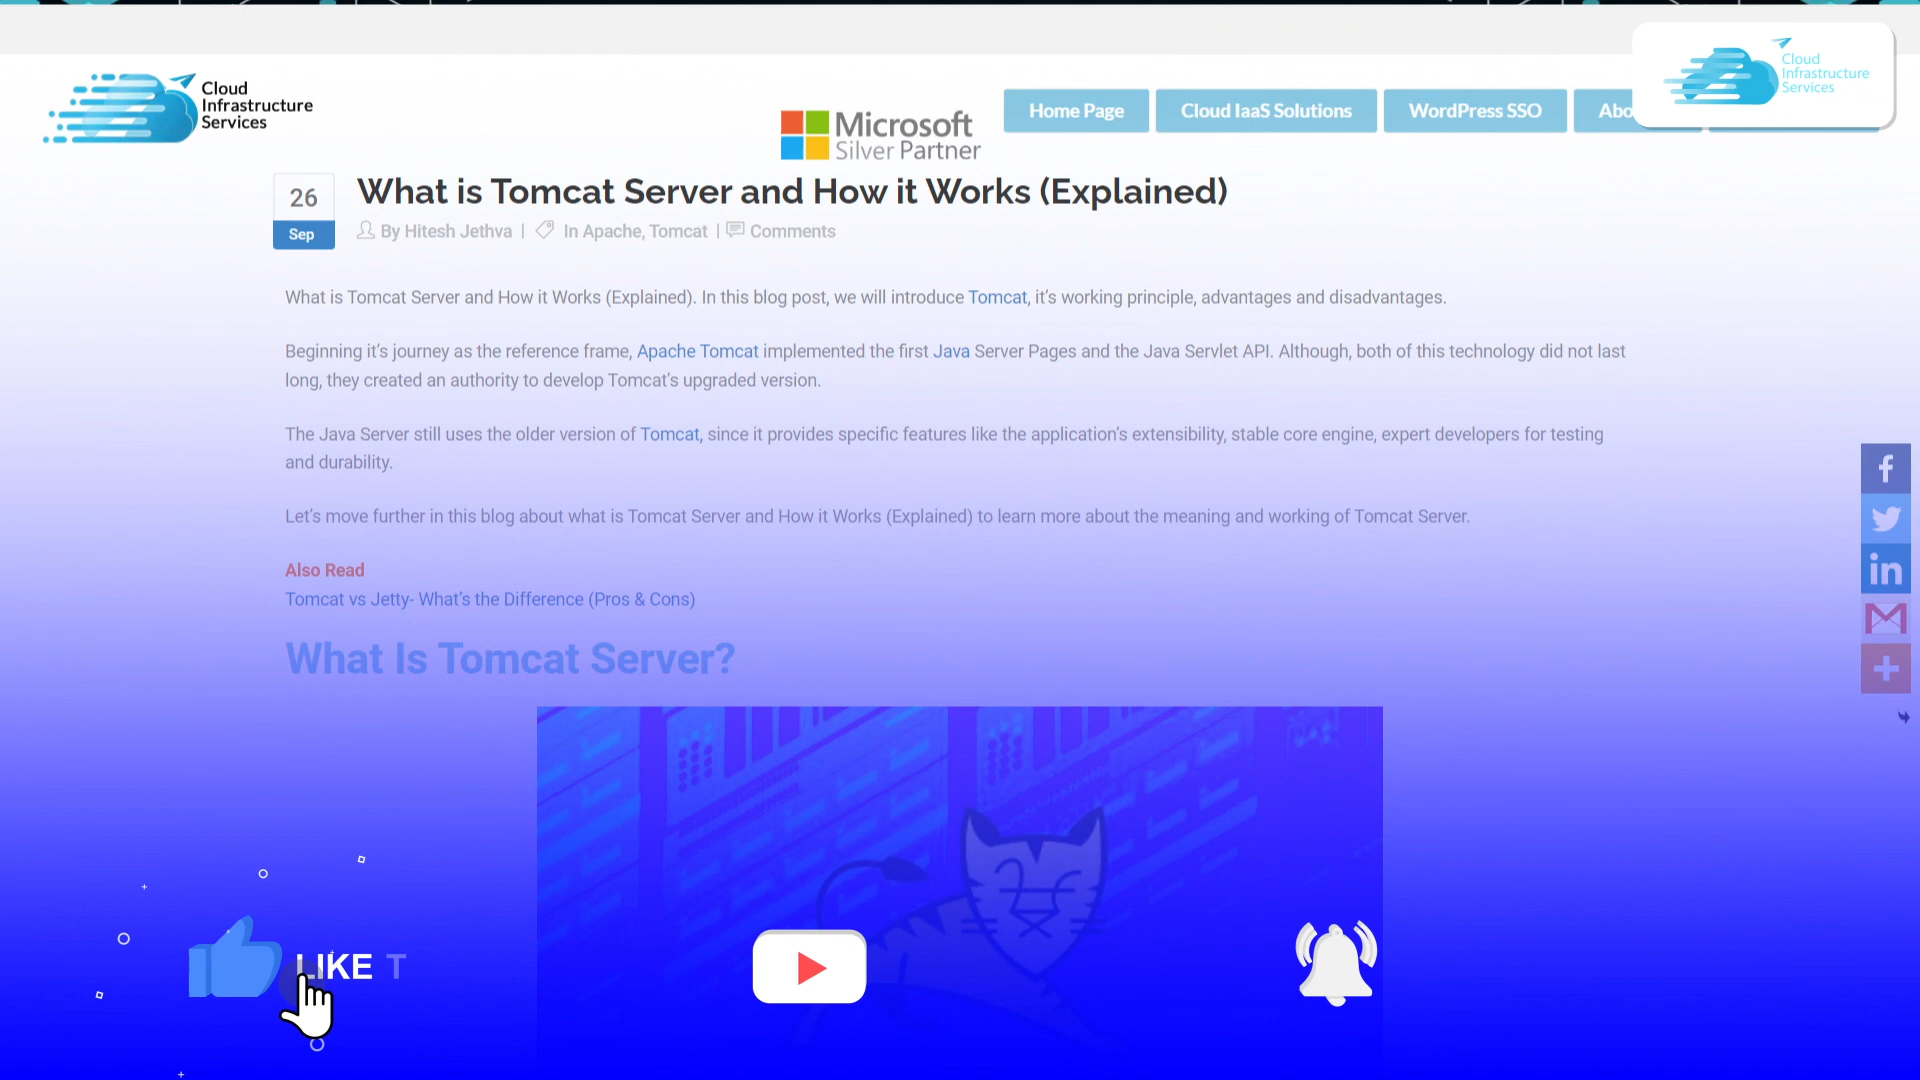 Cloud
Infrastructure
Services
Microsoft
Silver Partner
Home Page
Cloud IaaS Solutions
WordPress SSO
Cloud
Infrastructure
Services
26
Sep
What is Tomcat Server and How it Works (Explained)
By Hitesh Jethva | In Apache, Tomcat | Comments
What is Tomcat Server and How it Works (Explained). In this blog post, we will introduce Tomcat, it’s working principle, advantages and disadvantages.
Beginning it’s journey as the reference frame, Apache Tomcat implemented the first Java Server Pages and the Java Servlet API. Although, both of this technology did not last
long, they created an authority to develop Tomcat’s upgraded version.
The Java Server still uses the older version of Tomcat, since it provides specific features like the application’s extensibility, stable core engine, expert developers for testing
and durability.
Let’s move further in this blog about what is Tomcat Server and How it Works (Explained) to learn more about the meaning and working of Tomcat Server.
Also Read
Tomcat vs Jetty- What’s the Difference (Pros & Cons)
What Is Tomcat Server?
LIKE T